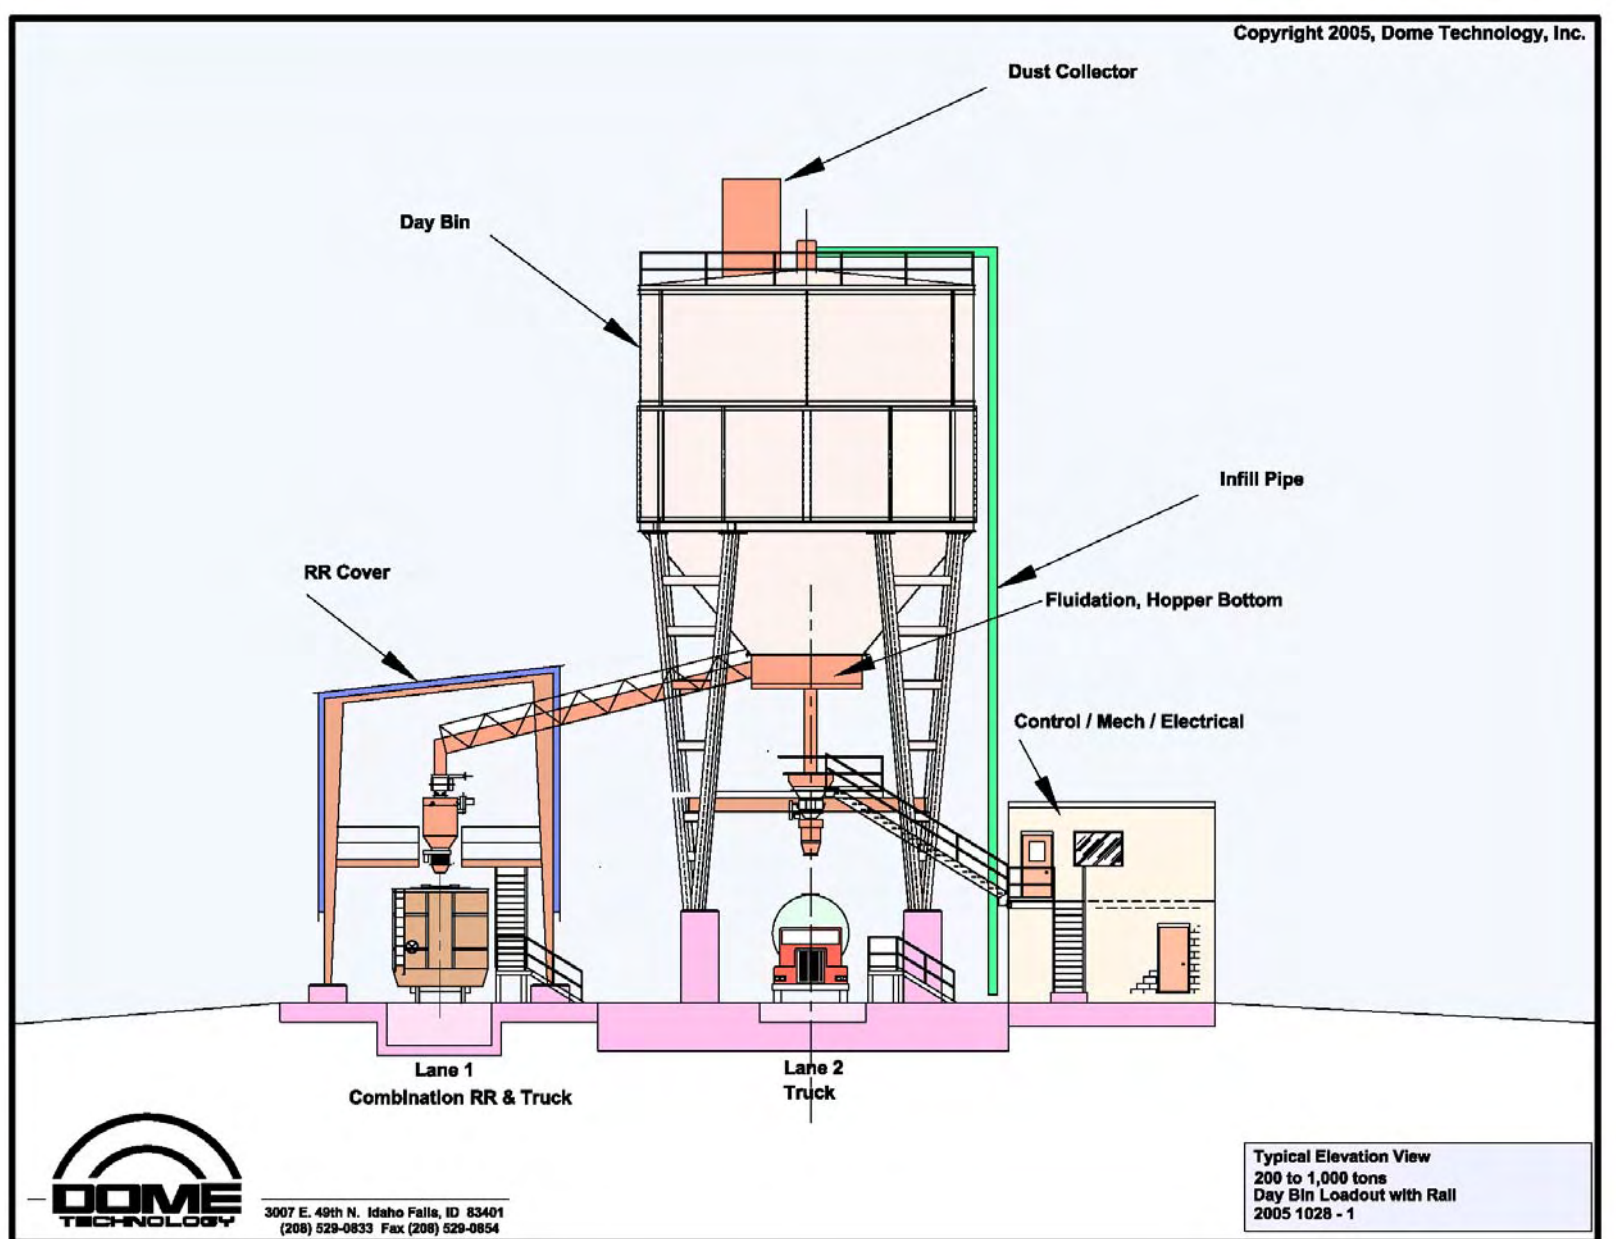 Copyright 2005, Dome Technology, Inc.
Dust Collector
Day Bin
Infill Pipe
RR Cover
Fluidation, Hopper Bottom
Control / Mech / Electrical
Lane 1
Combination RR & Truck
Lane 2
Truck
DOME
TECHNOLOGY
3007 E. 49th N. Idaho Falls, ID 83401
(208) 529-0833 Fax (208) 529-0854
Typical Elevation View
200 to 1,000 tons
Day Bin Loadout with Rail
2005 1028 - 1